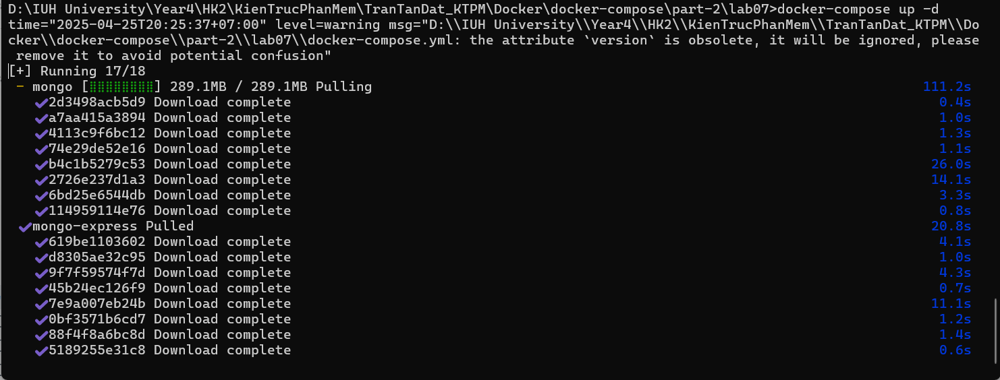 D:\IUH University\Year4\HK2\KienTrucPhanMem\TranTanDat_KTPM\Docker\docker-compose\part-2\lab07>docker-compose up -d
time="2025-04-25T20:25:37+07:00" level=warning msg="D:\\IUH University\\Year4\\HK2\\KienTrucPhanMem\\TranTanDat_KTPM\\Do
cker\\docker-compose\\part-2\\lab07\\docker-compose.yml: the attribute `version` is obsolete, it will be ignored, please
 remove it to avoid potential confusion"
[+] Running 17/18
 - mongo [⣿⣿⣿⣿⣿⣿⣿⣿] 289.1MB / 289.1MB Pulling 111.2s
 ✔2d3498acb5d9 Download complete 0.4s
 ✔a7aa415a3894 Download complete 1.0s
 ✔4113c9f6bc12 Download complete 1.3s
 ✔74e29de52e16 Download complete 1.1s
 ✔b4c1b5279c53 Download complete 26.0s
 ✔2726e237d1a3 Download complete 14.1s
 ✔6bd25e6544db Download complete 3.3s
 ✔114959114e76 Download complete 0.8s
 ✔mongo-express Pulled 20.8s
 ✔619be1103602 Download complete 4.1s
 ✔d8305ae32c95 Download complete 1.0s
 ✔9f7f59574f7d Download complete 4.3s
 ✔45b24ec126f9 Download complete 0.7s
 ✔7e9a007eb24b Download complete 11.1s
 ✔0bf3571b6cd7 Download complete 1.2s
 ✔88f4f8a6bc8d Download complete 1.4s
 ✔5189255e31c8 Download complete 0.6s